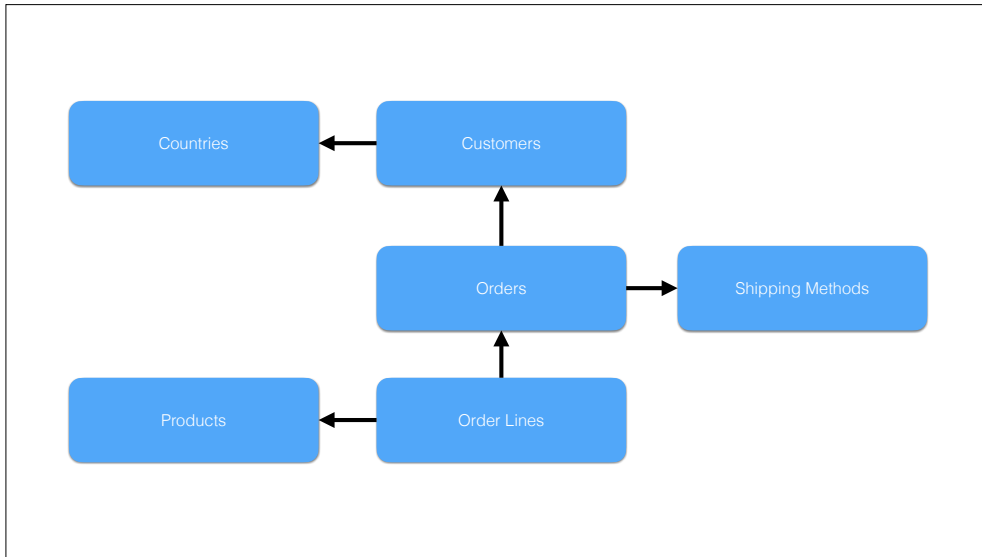 Countries
Customers
Orders
Shipping Methods
Products
Order Lines